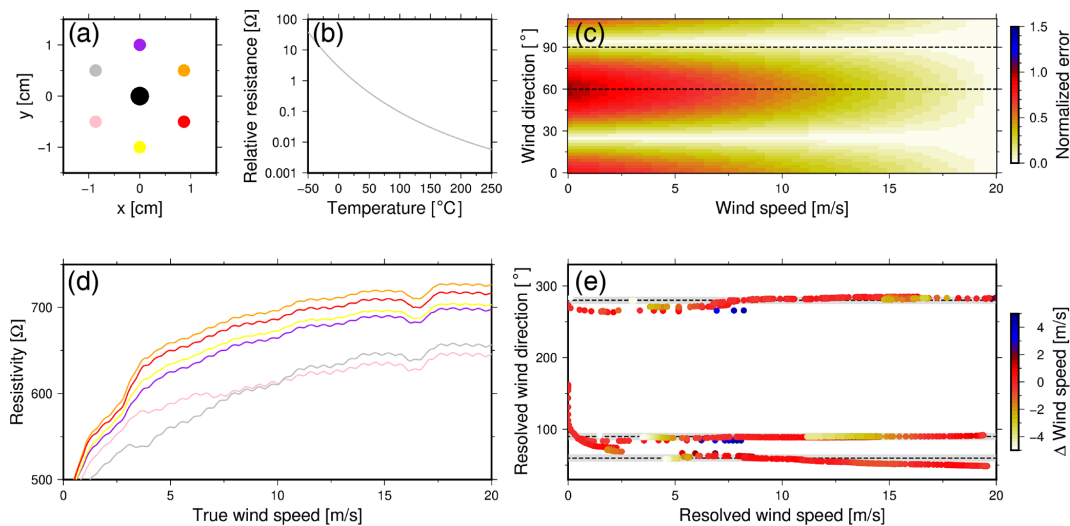 (a)
y [cm]
1
0
−1
−1 0 1
x [cm]
(b)
Relative resistance [Ω]
100
10
1
0.1
0.01
0.001
−50 0 50 100 150 200 250
Temperature [°C]
(c)
Wind direction [°]
90
60
30
0
0 5 10 15 20
Wind speed [m/s]
1.5
1.0
0.5
0.0
Normalized error
(d)
Resistivity [Ω]
700
600
500
0 5 10 15 20
True wind speed [m/s]
(e)
Resolved wind direction [°]
300
200
100
0 5 10 15 20
Resolved wind speed [m/s]
4
2
0
−2
−4
Δ Wind speed [m/s]